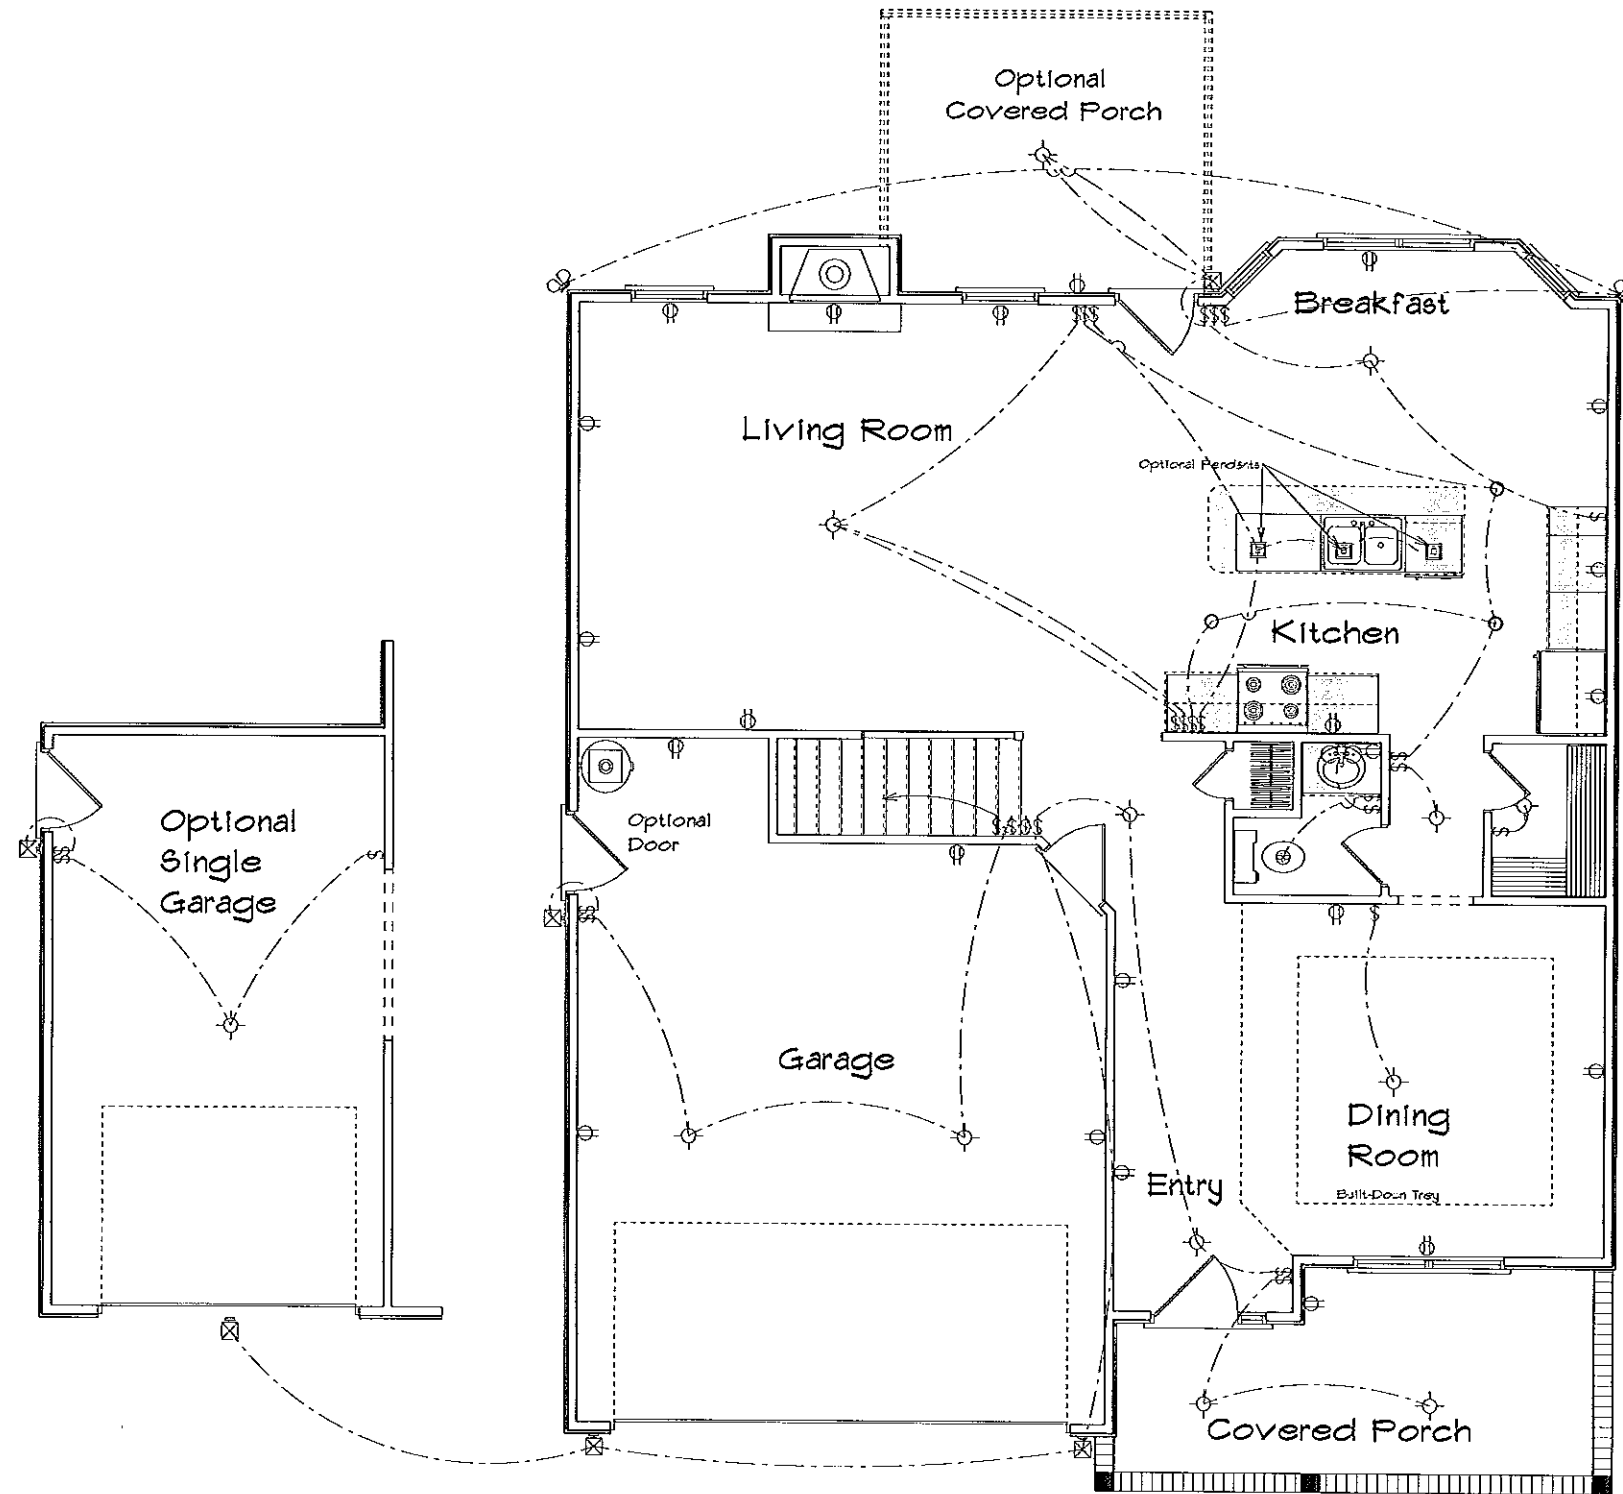 Optional
Covered Porch
Breakfast
Living Room
Optional Pendants
Kitchen
Optional
Single
Garage
Optional
Door
Garage
Dining
Room
Built-Down Trey
Entry
Covered Porch